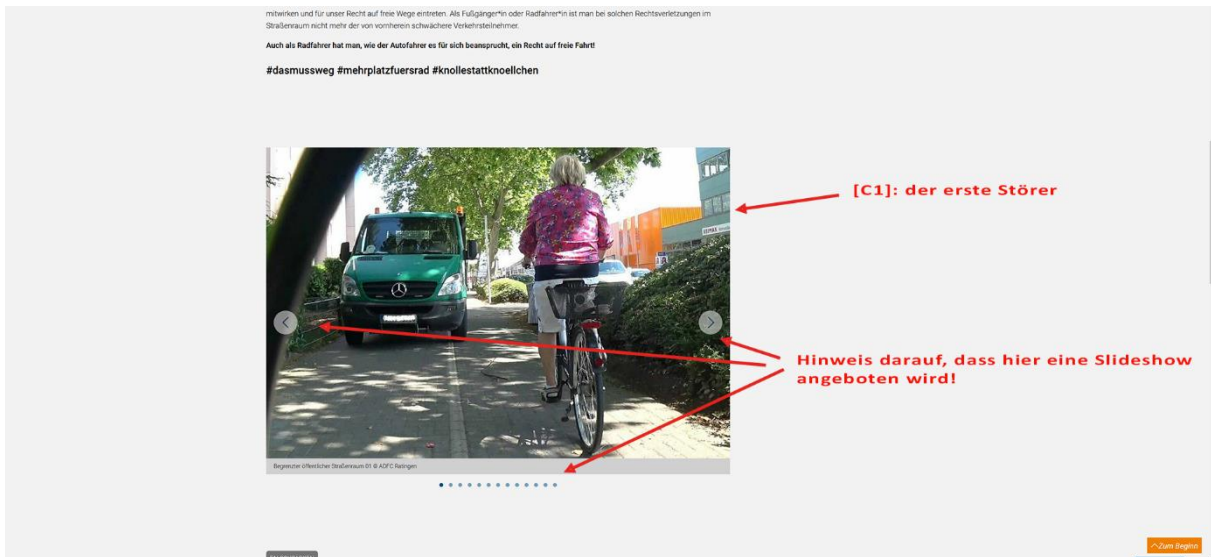 mitwirken und für unser Recht auf freie Wege eintreten. Als Fußgänger*in oder Radfahrer*in ist man bei solchen Rechtsverletzungen im
Straßenraum nicht mehr der von vornherein schwächere Verkehrsteilnehmer.
Auch als Radfahrer hat man, wie der Autofahrer es für sich beansprucht, ein Recht auf freie Fahrt!
#dasmussweg #mehrplatzfuersrad #knollestattknoellchen
[C1]: der erste Störer
Hinweis darauf, dass hier eine Slideshow
angeboten wird!
Begrenzter öffentlicher Straßenraum 01 © ADFC Ratingen
Zum Beginn